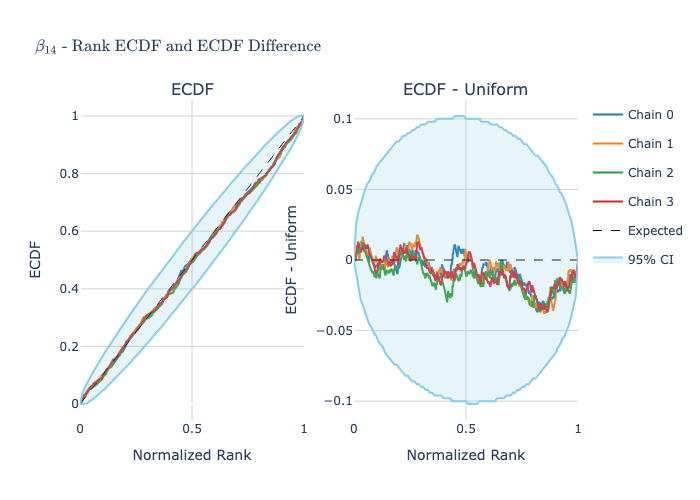 β₁₄ - Rank ECDF and ECDF Difference
ECDF
ECDF - Uniform
1
0.8
0.6
0.4
0.2
0
0
0.5
1
ECDF
Normalized Rank
0.1
0.05
0
−0.05
−0.1
0
0.5
1
ECDF - Uniform
Normalized Rank
Chain 0
Chain 1
Chain 2
Chain 3
Expected
95% CI